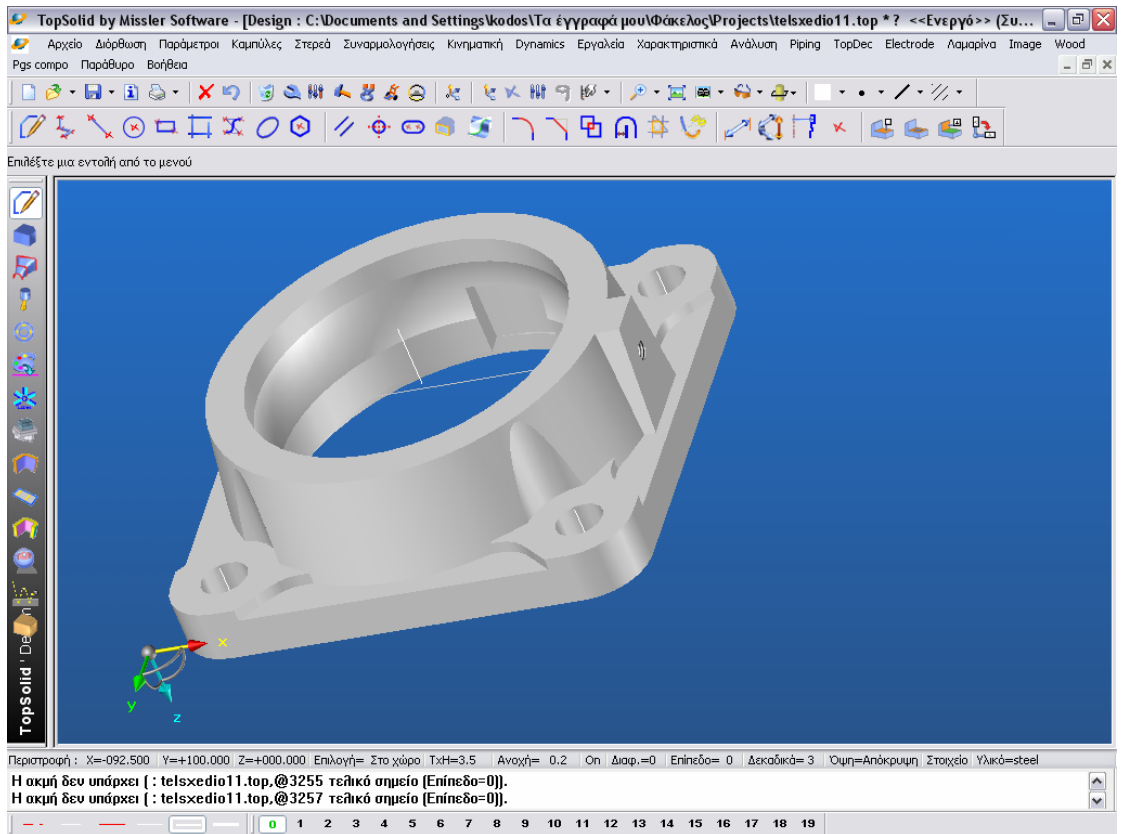 TopSolid by Missler Software - [Design : C:\Documents and Settings\kodos\Τα έγγραφά μου\Φάκελος\Projects\telsxedio11.top * ? <<Ενεργό>> (Συ...
Αρχείο Διόρθωση Παράμετροι Καμπύλες Στερεά Συναρμολογήσεις Κινηματική Dynamics Εργαλεία Χαρακτηριστικά Ανάλυση Piping TopDec Electrode Λαμαρίνα Image Wood
Pgs compo Παράθυρο Βοήθεια
Επιλέξτε μια εντολή από το μενού
x
y
z
TopSolid'Design
Περιστροφή : X=-092.500 Y=+100.000 Z=+000.000 Επιλογή= Στο χώρο TxH=3.5 Ανοχή= 0.2 On Διαφ.=0 Επίπεδο= 0 Δεκαδικά= 3 Όψη=Απόκρυψη Στοιχείο Υλικό=steel
Η ακμή δεν υπάρχει ( : telsxedio11.top,@3255 τελικό σημείο (Επίπεδο=0)).
Η ακμή δεν υπάρχει ( : telsxedio11.top,@3257 τελικό σημείο (Επίπεδο=0)).
0 1 2 3 4 5 6 7 8 9 10 11 12 13 14 15 16 17 18 19